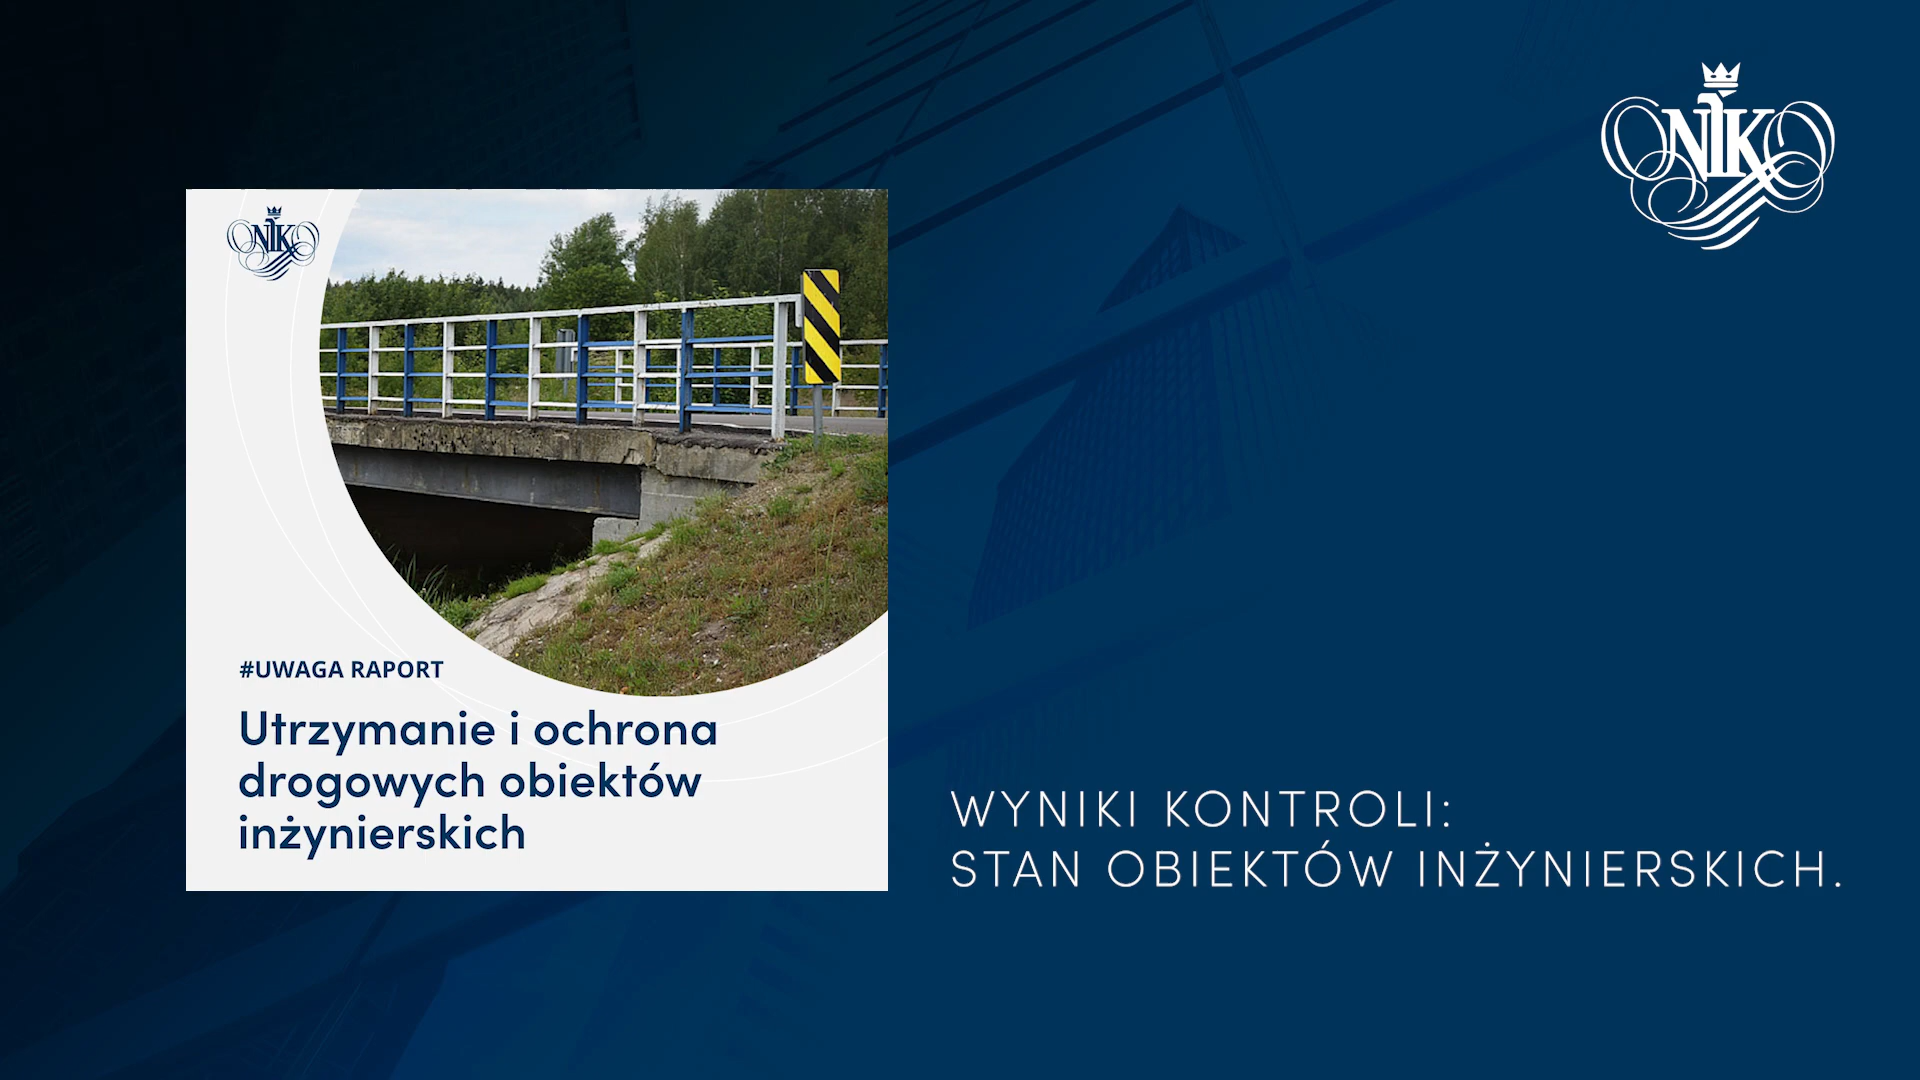 NIK
NIK
#UWAGA RAPORT
Utrzymanie i ochrona
drogowych obiektów
inżynierskich
WYNIKI KONTROLI:
STAN OBIEKTÓW INŻYNIERSKICH.